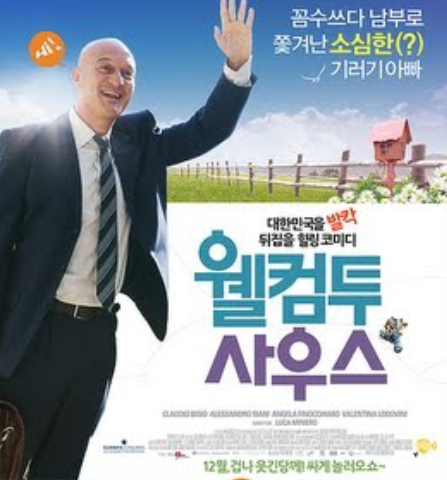 꼼수쓰다 남부로
쫓겨난 소심한(?)
기러기 아빠
대한민국을 발칵
뒤집을 힐링 코미디
웰컴 투
사우스
CLAUDIO BISIO ALESSANDRO SIANI ANGELA FINOCCHIARO VALENTINA LODOVINI
LUCA MINIERO
12월, 겁나 웃긴당께! 싸게 놀러오쇼~